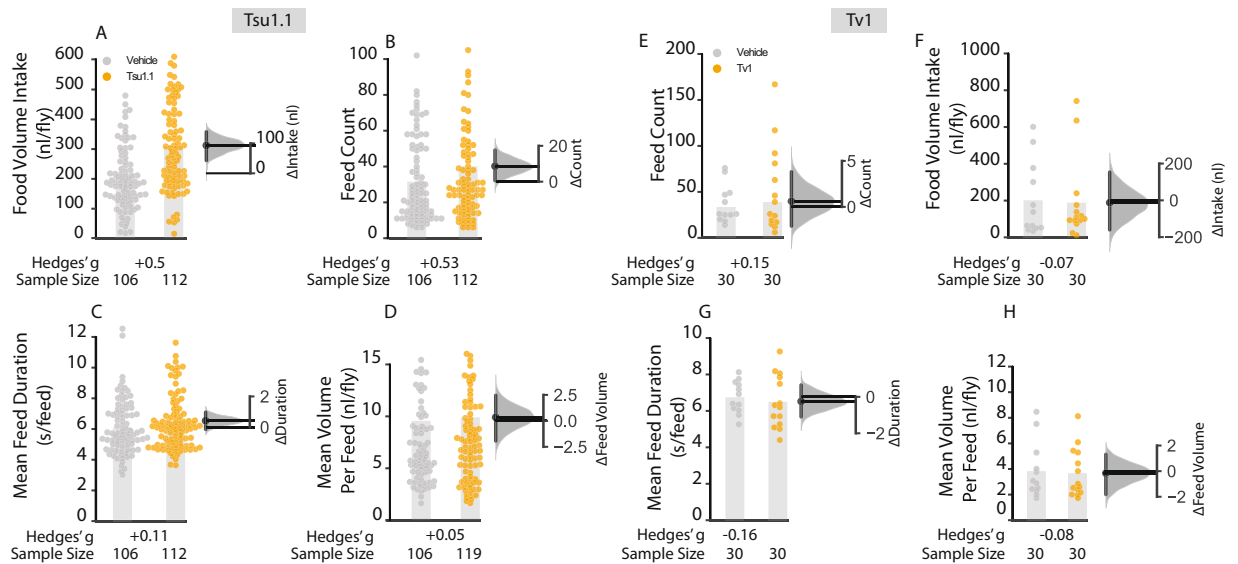 Tsu1.1
Tv1
A
Food Volume Intake
(nl/fly)
600
500
400
300
200
100
0
Vehicle
Tsu1.1
100
0
ΔIntake (nl)
Hedges' g +0.5
Sample Size 106 112
B
Feed Count
100
80
60
40
20
0
20
0
ΔCount
+0.53
Hedges' g
Sample Size 106 112
E
Feed Count
200
150
100
50
0
Vehicle
Tv1
5
0
ΔCount
Hedges' g +0.15
Sample Size 30 30
F
Food Volume Intake
(nl/fly)
1000
800
600
400
200
0
200
0
−200
ΔIntake (nl)
Hedges' g -0.07
Sample Size 30 30
C
Mean Feed Duration
(s/feed)
12
10
8
6
4
2
0
2
0
ΔDuration
Hedges' g +0.11
Sample Size 106 112
D
Mean Volume
Per Feed (nl/fly)
15
10
5
0
2.5
0.0
−2.5
ΔFeed Volume
Hedges' g +0.05
Sample Size 106 119
G
Mean Feed Duration
(s/feed)
10
8
6
4
2
0
0
−2
ΔDuration
Hedges' g -0.16
Sample Size 30 30
H
Mean Volume
Per Feed (nl/fly)
12
10
8
6
4
2
0
2
0
−2
ΔFeed Volume
Hedges' g -0.08
Sample Size 30 30